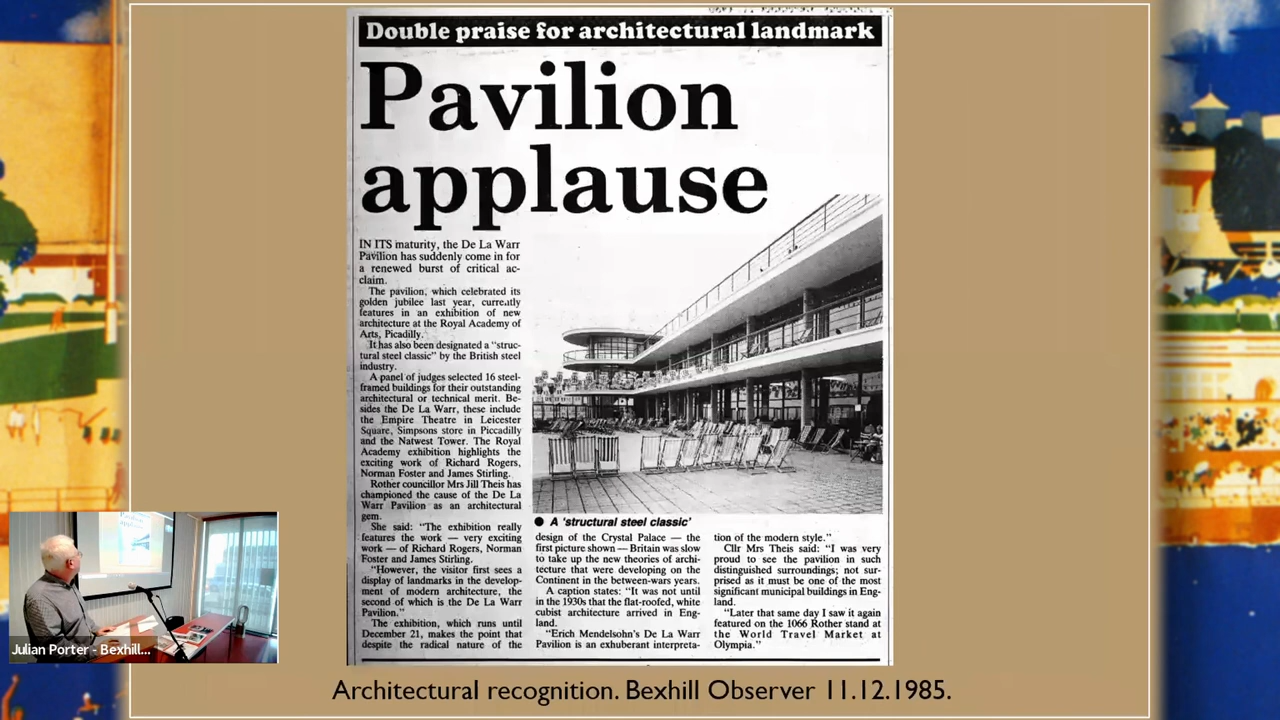 Double praise for architectural landmark
Pavilion
applause
IN ITS maturity, the De La Warr
Pavilion has suddenly come in for
a renewed burst of critical ac-
claim.
The pavilion, which celebrated its
golden jubilee last year, currently
features in an exhibition of new
architecture at the Royal Academy of
Arts, Picadilly.
It has also been designated a "struc-
tural steel classic" by the British steel
industry.
A panel of judges selected 16 steel-
framed buildings for their outstanding
architectural or technical merit. Be-
sides the De La Warr, these include
the Empire Theatre in Leicester
Square, Simpsons store in Piccadilly
and the Natwest Tower. The Royal
Academy exhibition highlights the
exciting work of Richard Rogers,
Norman Foster and James Stirling.
Rother councillor Mrs Jill Theis has
championed the cause of the De La
Warr Pavilion as an architectural
gem.
She said: "The exhibition really
features the work — very exciting
work — of Richard Rogers, Norman
Foster and James Stirling.
"However, the visitor first sees a
display of landmarks in the develop-
ment of modern architecture, the
second of which is the De La Warr
Pavilion."
The exhibition, which runs until
December 21, makes the point that
despite the radical nature of the
● A 'structural steel classic'
design of the Crystal Palace — the
first picture shown — Britain was slow
to take up the new theories of archi-
tecture that were developing on the
Continent in the between-wars years.
A caption states: "It was not until
in the 1930s that the flat-roofed, white
cubist architecture arrived in Eng-
land.
"Erich Mendelsohn's De La Warr
Pavilion is an exhuberant interpreta-
tion of the modern style."
Cllr Mrs Theis said: "I was very
proud to see the pavilion in such
distinguished surroundings; not sur-
prised as it must be one of the most
significant municipal buildings in Eng-
land.
"Later that same day I saw it again
featured on the 1066 Rother stand at
the World Travel Market at
Olympia."
Julian Porter - Bexhill...
Architectural recognition. Bexhill Observer 11.12.1985.